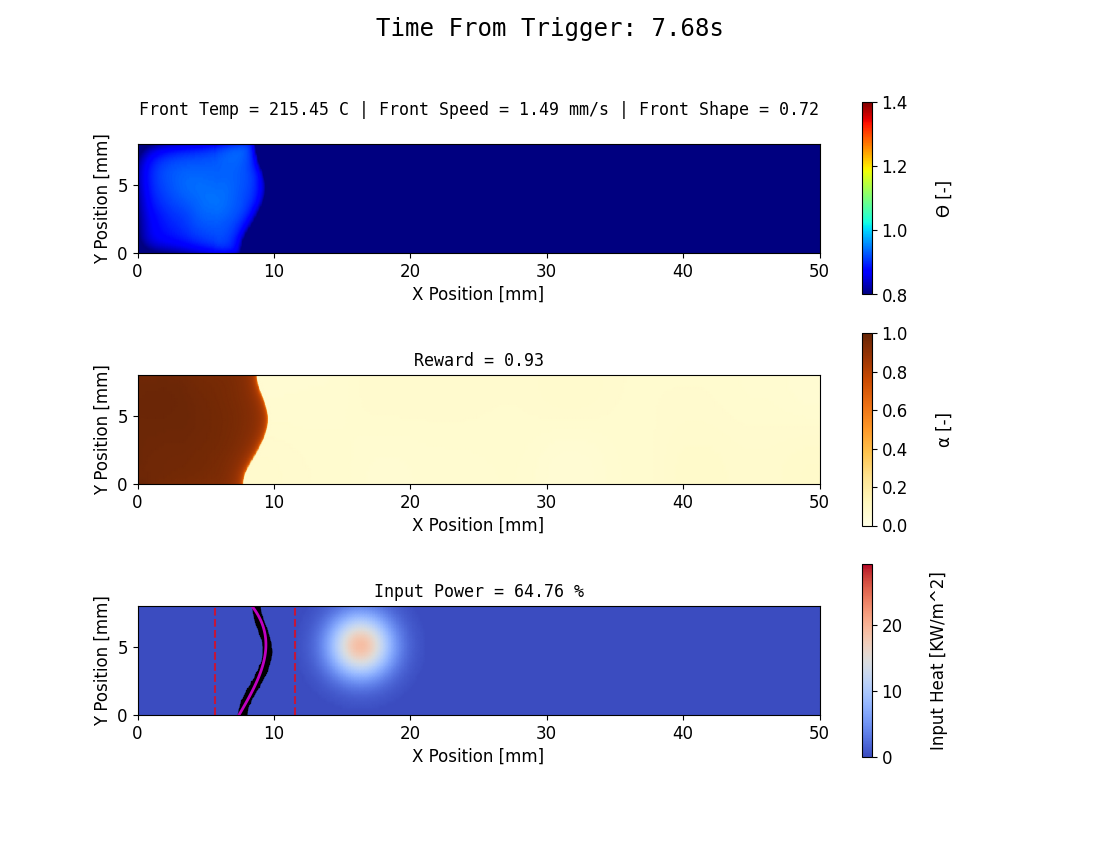 Time From Trigger: 7.68s
Front Temp = 215.45 C | Front Speed = 1.49 mm/s | Front Shape = 0.72
Y Position [mm]
5
0
0 10 20 30 40 50
X Position [mm]
1.4
1.2
1.0
0.8
ϴ [-]
Reward = 0.93
Y Position [mm]
5
0
0 10 20 30 40 50
X Position [mm]
1.0
0.8
0.6
0.4
0.2
0.0
α [-]
Input Power = 64.76 %
Y Position [mm]
5
0
0 10 20 30 40 50
X Position [mm]
20
10
0
Input Heat [KW/m^2]